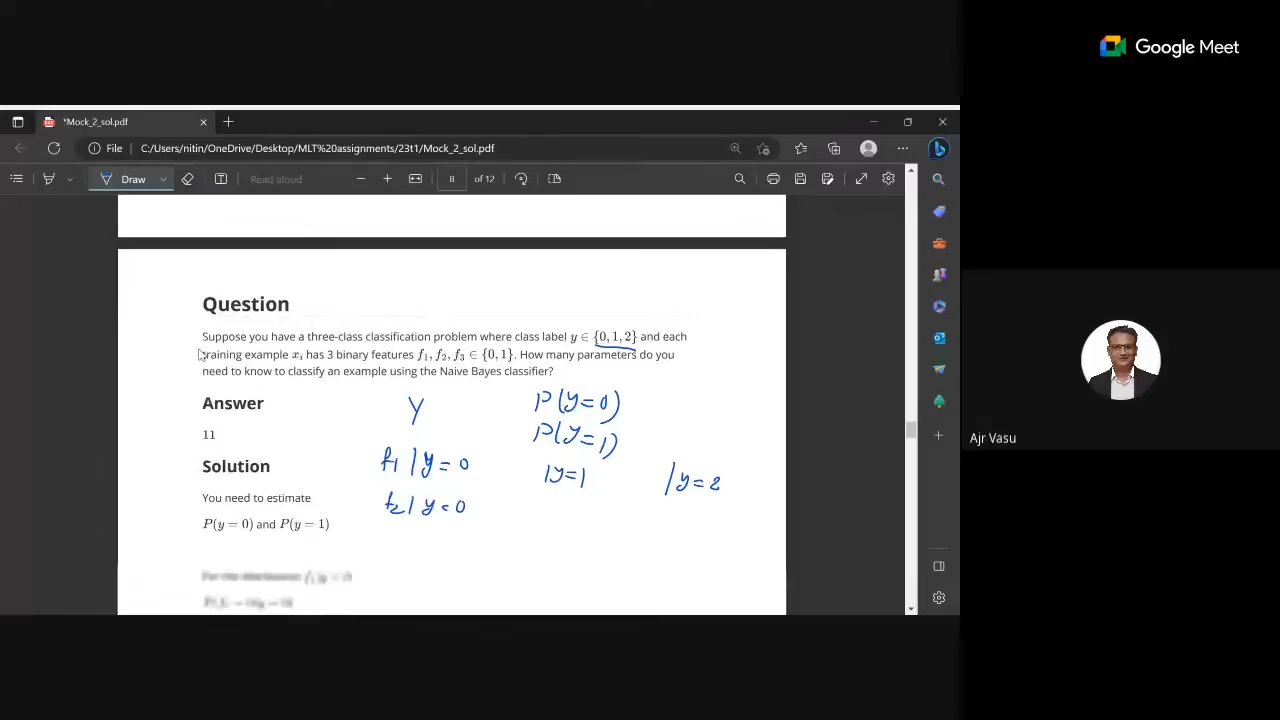 Google Meet
*Mock_2_sol.pdf
File C:/Users/nitin/OneDrive/Desktop/MLT%20assignments/23t1/Mock_2_sol.pdf
Draw Read aloud 8 of 12
Question
Suppose you have a three-class classification problem where class label y ∈ {0, 1, 2} and each
training example xᵢ has 3 binary features f₁, f₂, f₃ ∈ {0, 1}. How many parameters do you
need to know to classify an example using the Naive Bayes classifier?
Answer
11
Solution
You need to estimate
P(y = 0) and P(y = 1)
Y
P(y=0)
P(y=1)
f₁ | y = 0 | y=1 | y = 2
f₂ | y = 0
Ajr Vasu